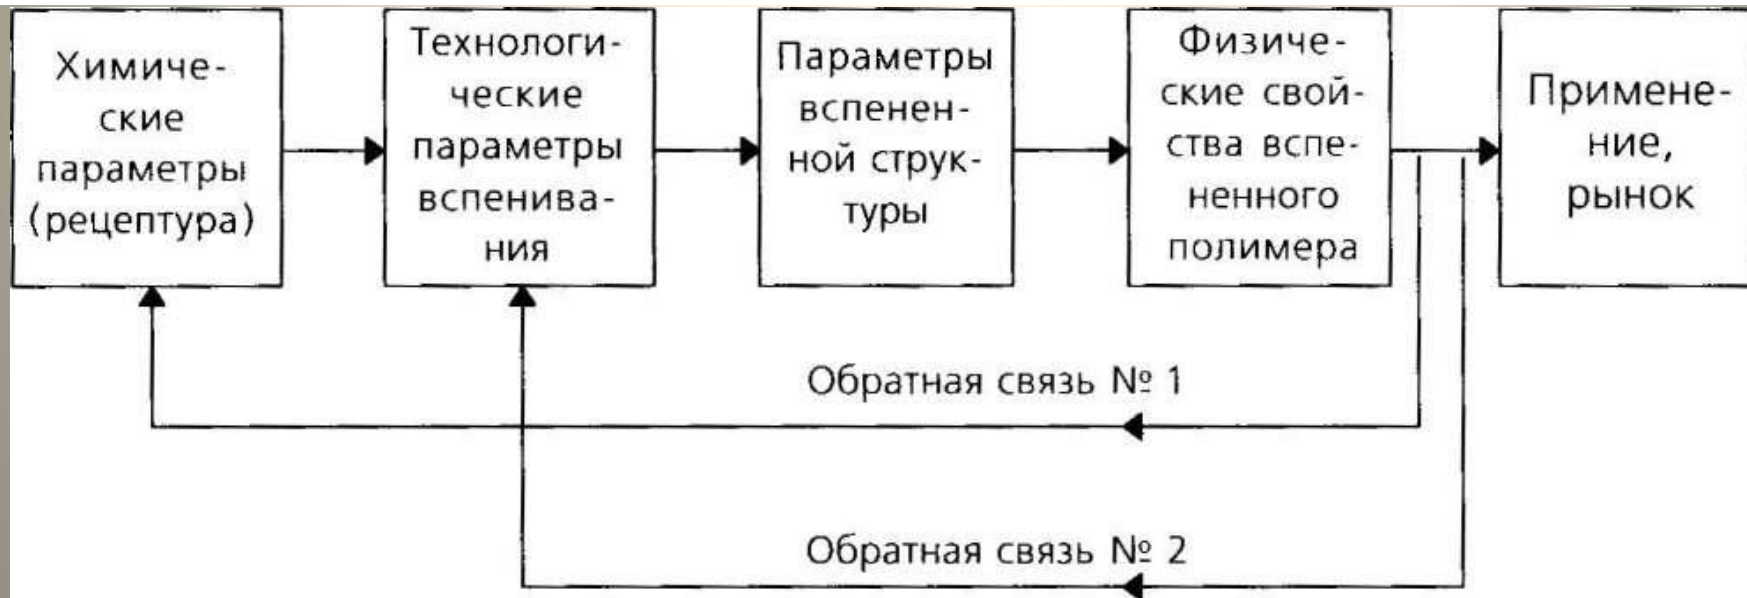 Химиче-
ские
параметры
(рецептура)
Технологи-
ческие
параметры
вспенива-
ния
Параметры
вспенен-
ной струк-
туры
Физиче-
ские свой-
ства вспе-
ненного
полимера
Примене-
ние,
рынок
Обратная связь № 1
Обратная связь № 2